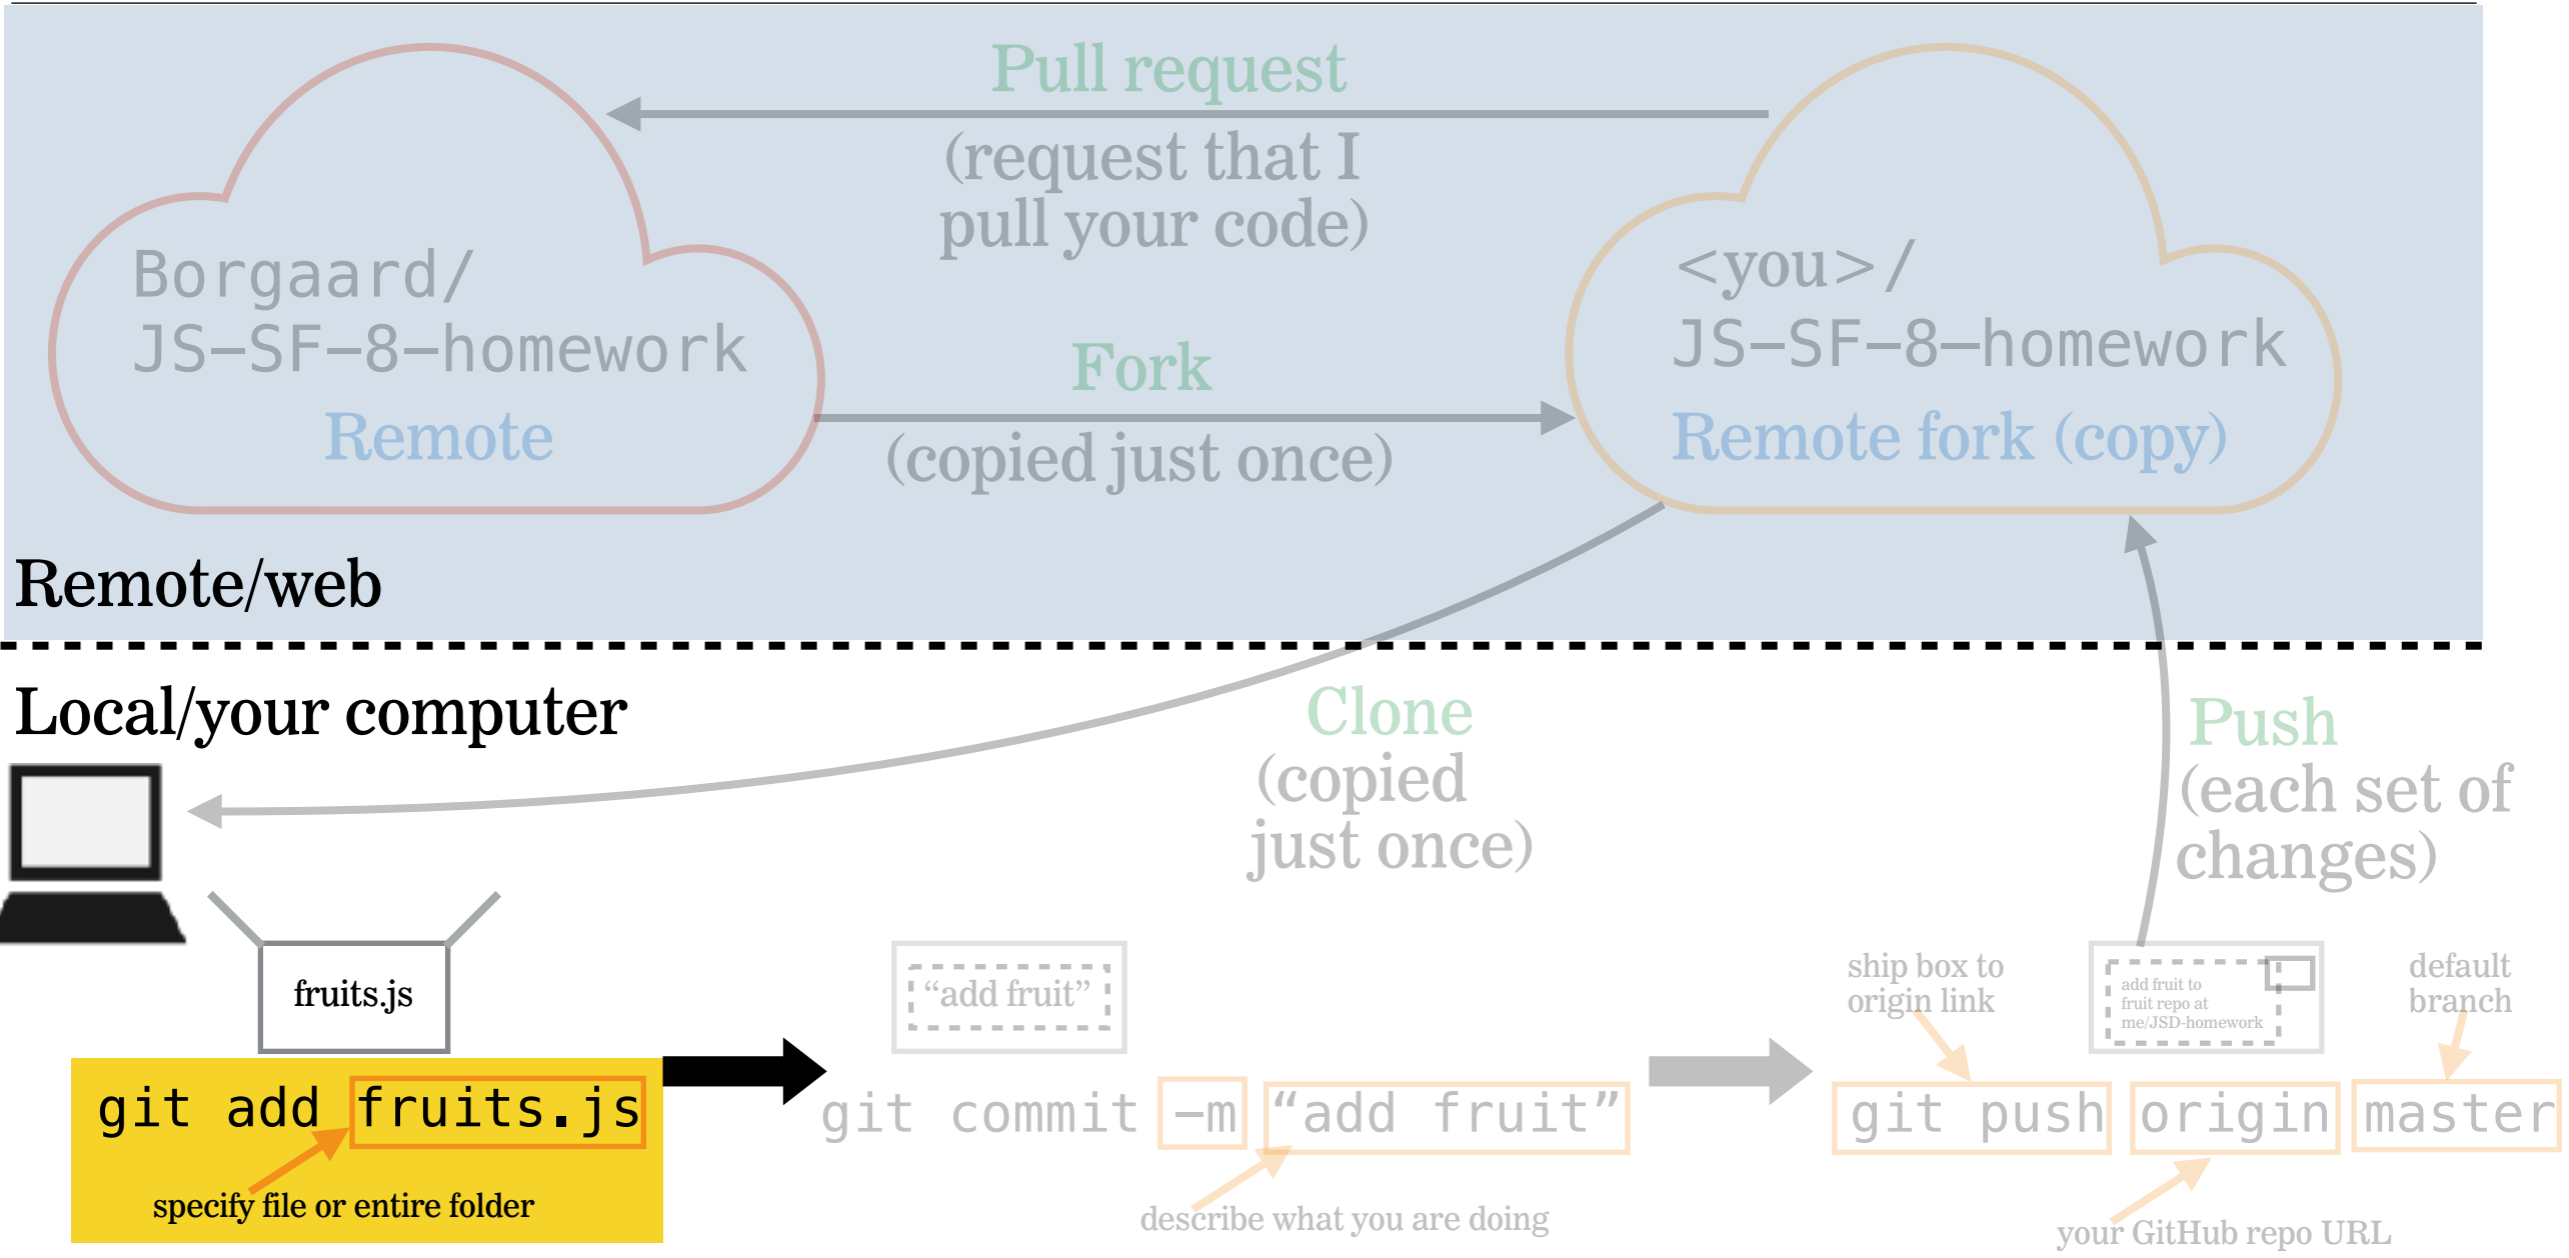 Pull request
(request that I
pull your code)
Borgaard/
JS-SF-8-homework
Remote
Fork
(copied just once)
<you>/
JS-SF-8-homework
Remote fork (copy)
Remote/web
Local/your computer
Clone
(copied
just once)
Push
(each set of
changes)
fruits.js
“add fruit”
ship box to
origin link
add fruit to
fruit repo at
me/JSD-homework
default
branch
git add fruits.js
git commit -m “add fruit”
git push origin master
specify file or entire folder
describe what you are doing
your GitHub repo URL